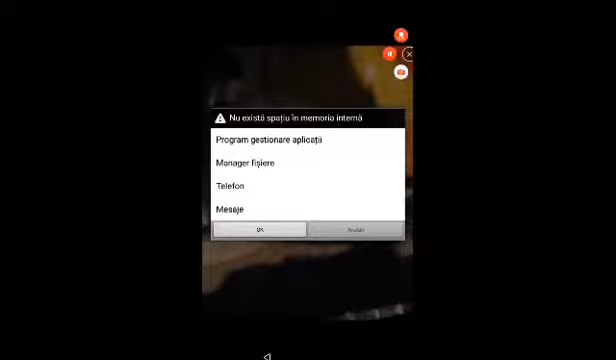 Nu există spațiu în memoria internă
Program gestionare aplicații
Manager fișiere
Telefon
Mesaje
OK
Anulați